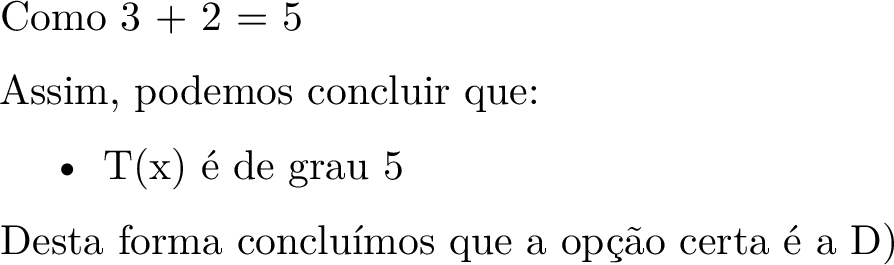 Como 3 + 2 = 5
Assim, podemos concluir que:
• T(x) é de grau 5
Desta forma concluímos que a opção certa é a D)